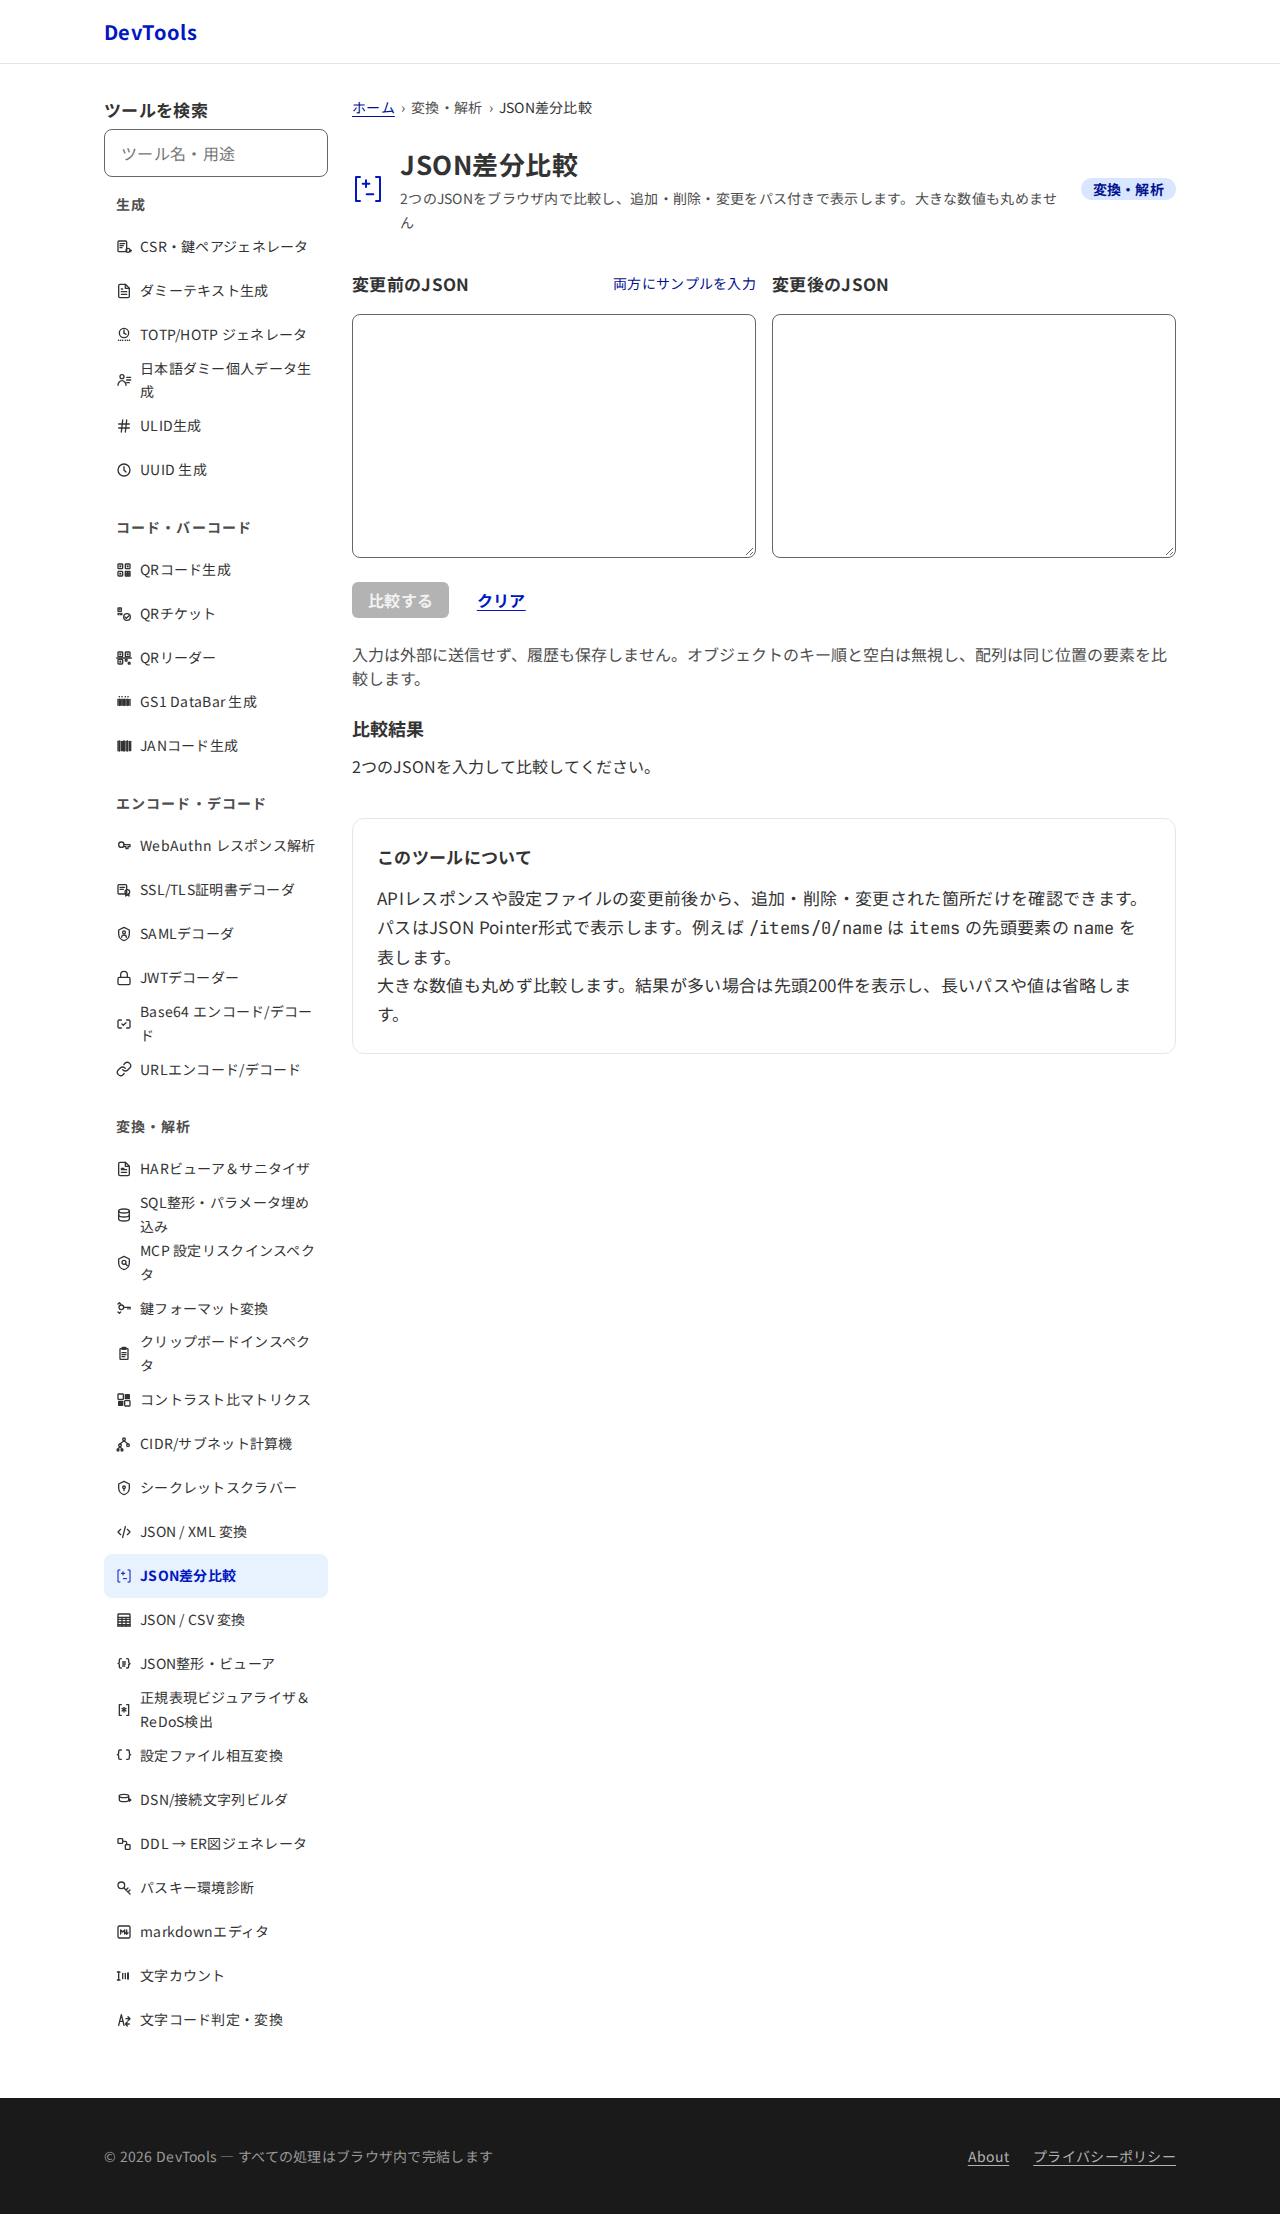 DevTools
ツールを検索
ツール名・用途
生成
CSR・鍵ペアジェネレータ
ダミーテキスト生成
TOTP/HOTP ジェネレータ
日本語ダミー個人データ生
成
ULID生成
UUID 生成
コード・バーコード
QRコード生成
QRチケット
QRリーダー
GS1 DataBar 生成
JANコード生成
エンコード・デコード
WebAuthn レスポンス解析
SSL/TLS証明書デコーダ
SAMLデコーダ
JWTデコーダー
Base64 エンコード/デコー
ド
URLエンコード/デコード
変換・解析
HARビューア＆サニタイザ
SQL整形・パラメータ埋め
込み
MCP 設定リスクインスペク
タ
鍵フォーマット変換
クリップボードインスペク
タ
コントラスト比マトリクス
CIDR/サブネット計算機
シークレットスクラバー
JSON / XML 変換
JSON差分比較
JSON / CSV 変換
JSON整形・ビューア
正規表現ビジュアライザ＆
ReDoS検出
設定ファイル相互変換
DSN/接続文字列ビルダ
DDL → ER図ジェネレータ
パスキー環境診断
markdownエディタ
文字カウント
文字コード判定・変換
ホーム › 変換・解析 › JSON差分比較
JSON差分比較
2つのJSONをブラウザ内で比較し、追加・削除・変更をパス付きで表示します。大きな数値も丸めませ
ん
変換・解析
変更前のJSON 両方にサンプルを入力 変更後のJSON
比較する クリア
入力は外部に送信せず、履歴も保存しません。オブジェクトのキー順と空白は無視し、配列は同じ位置の要素を比
較します。
比較結果
2つのJSONを入力して比較してください。
このツールについて
APIレスポンスや設定ファイルの変更前後から、追加・削除・変更された箇所だけを確認できます。
パスはJSON Pointer形式で表示します。例えば /items/0/name は items の先頭要素の name を
表します。
大きな数値も丸めず比較します。結果が多い場合は先頭200件を表示し、長いパスや値は省略しま
す。
© 2026 DevTools — すべての処理はブラウザ内で完結します
About プライバシーポリシー